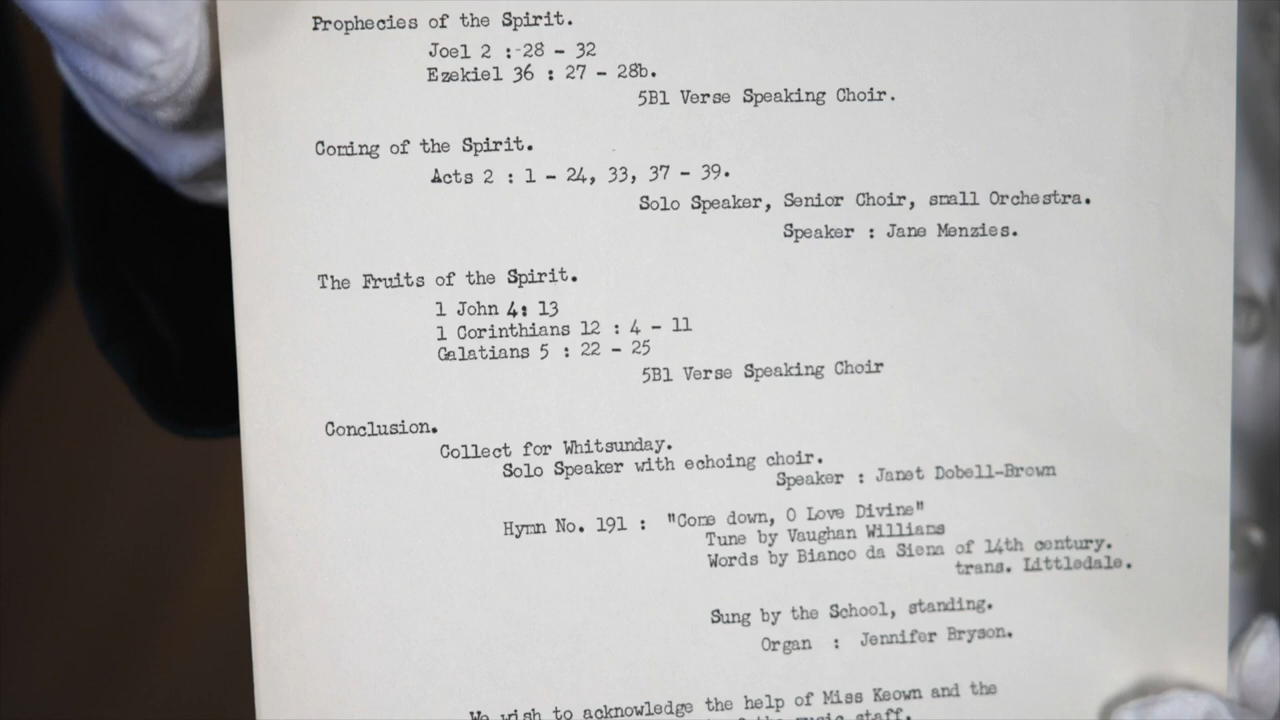 Prophecies of the Spirit.
Joel 2 :-28 - 32
Ezekiel 36 : 27 - 28b.
5B1 Verse Speaking Choir.
Coming of the Spirit.
Acts 2 : 1 - 24, 33, 37 - 39.
Solo Speaker, Senior Choir, small Orchestra.
Speaker : Jane Menzies.
The Fruits of the Spirit.
1 John 4: 13
1 Corinthians 12 : 4 - 11
Galatians 5 : 22 - 25
5B1 Verse Speaking Choir
Conclusion.
Collect for Whitsunday.
Solo Speaker with echoing choir.
Speaker : Janet Dobell-Brown
Hymn No. 191 : "Come down, O Love Divine"
Tune by Vaughan Williams
Words by Bianco da Siena of 14th century.
trans. Littledale.
Sung by the School, standing.
Organ : Jennifer Bryson.
We wish to acknowledge the help of Miss Keown and the
of the music staff.